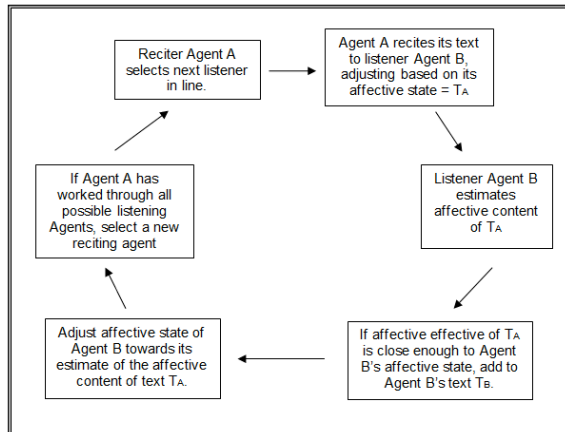 Reciter Agent A
selects next listener
in line.
Agent A recites its text
to listener Agent B,
adjusting based on its
affective state = TA
Listener Agent B
estimates
affective content
of TA
If affective effective of TA
is close enough to Agent
B's affective state, add to
Agent B's text TB.
Adjust affective state of
Agent B towards its
estimate of the affective
content of text TA.
If Agent A has
worked through all
possible listening
Agents, select a new
reciting agent